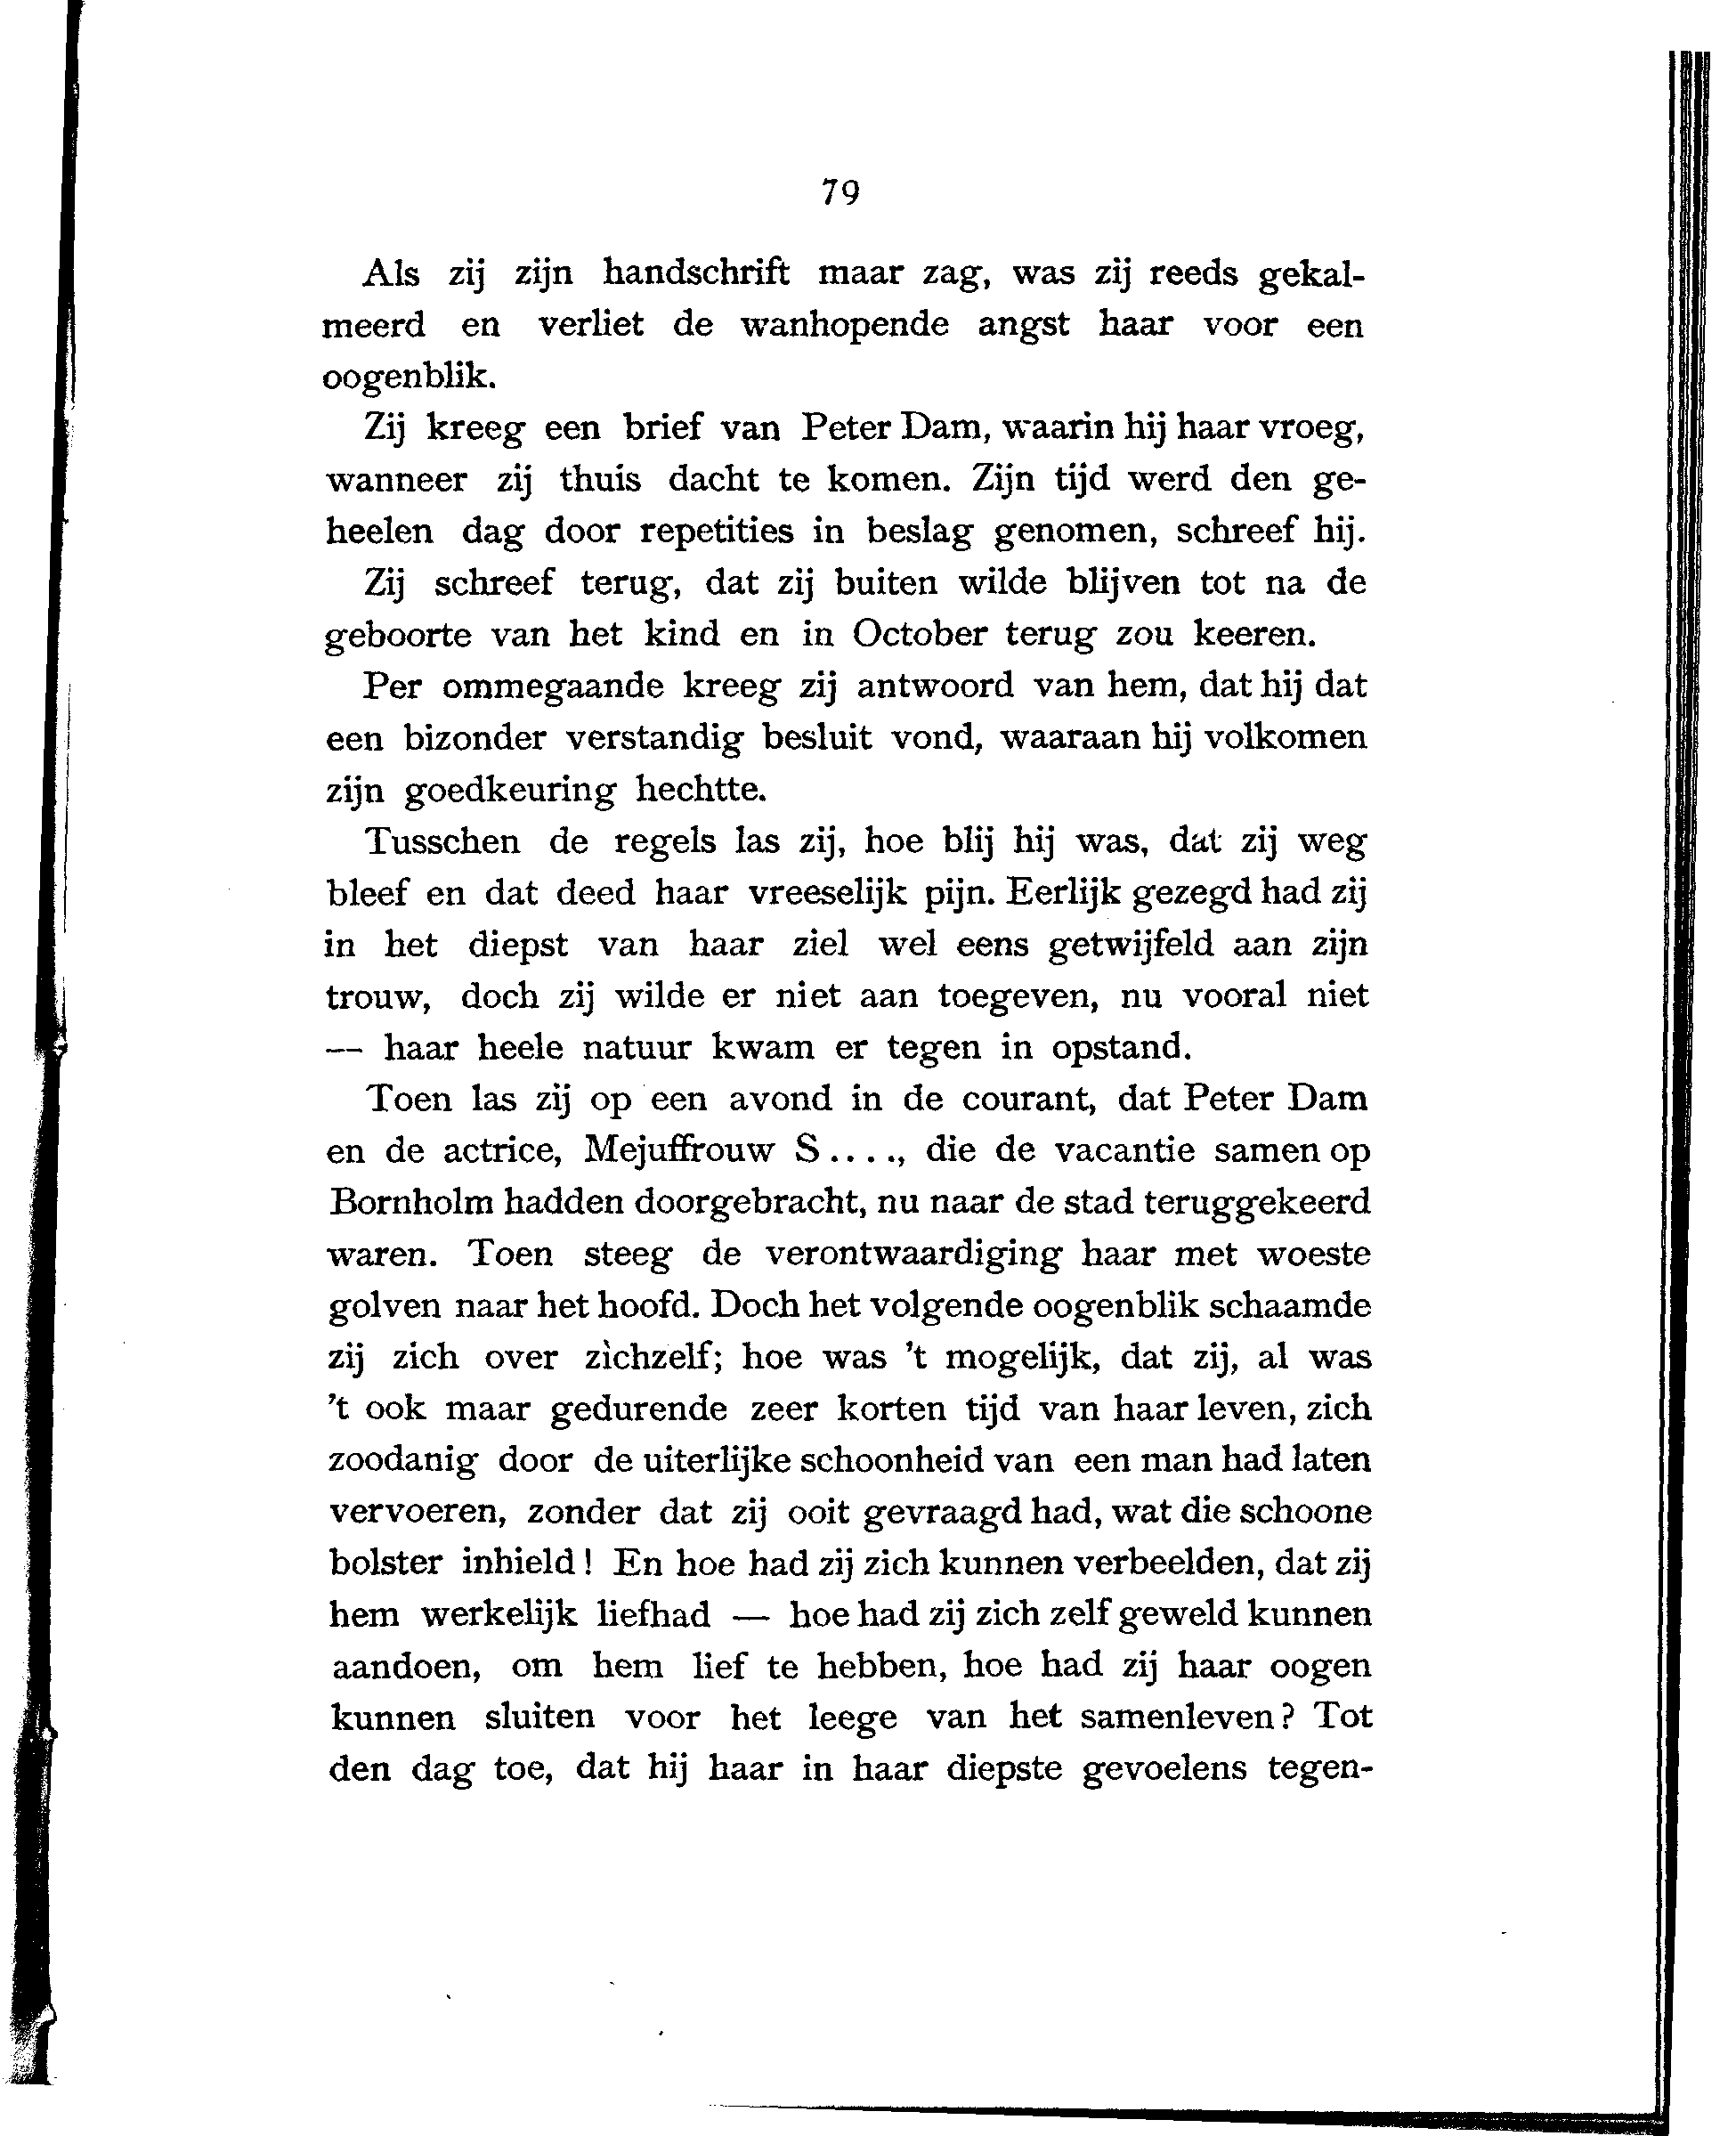 79
Als zij zijn handschrift maar zag, was zij reeds gekal-
meerd en verliet de wanhopende angst haar voor een
oogenblik.
Zij kreeg een brief van Peter Dam, waarin hij haar vroeg,
wanneer zij thuis dacht te komen. Zijn tijd werd den ge-
heelen dag door repetities in beslag genomen, schreef hij.
Zij schreef terug, dat zij buiten wilde blijven tot na de
geboorte van het kind en in October terug zou keeren.
Per ommegaande kreeg zij antwoord van hem, dat hij dat
een bizonder verstandig besluit vond, waaraan hij volkomen
zijn goedkeuring hechtte.
Tusschen de regels las zij, hoe blij hij was, dat zij weg
bleef en dat deed haar vreeselijk pijn. Eerlijk gezegd had zij
in het diepst van haar ziel wel eens getwijfeld aan zijn
trouw, doch zij wilde er niet aan toegeven, nu vooral niet
— haar heele natuur kwam er tegen in opstand.
Toen las zij op een avond in de courant, dat Peter Dam
en de actrice, Mejuffrouw S...., die de vacantie samen op
Bornholm hadden doorgebracht, nu naar de stad teruggekeerd
waren. Toen steeg de verontwaardiging haar met woeste
golven naar het hoofd. Doch het volgende oogenblik schaamde
zij zich over zichzelf; hoe was 't mogelijk, dat zij, al was
't ook maar gedurende zeer korten tijd van haar leven, zich
zoodanig door de uiterlijke schoonheid van een man had laten
vervoeren, zonder dat zij ooit gevraagd had, wat die schoone
bolster inhield! En hoe had zij zich kunnen verbeelden, dat zij
hem werkelijk liefhad — hoe had zij zich zelf geweld kunnen
aandoen, om hem lief te hebben, hoe had zij haar oogen
kunnen sluiten voor het leege van het samenleven? Tot
den dag toe, dat hij haar in haar diepste gevoelens tegen-